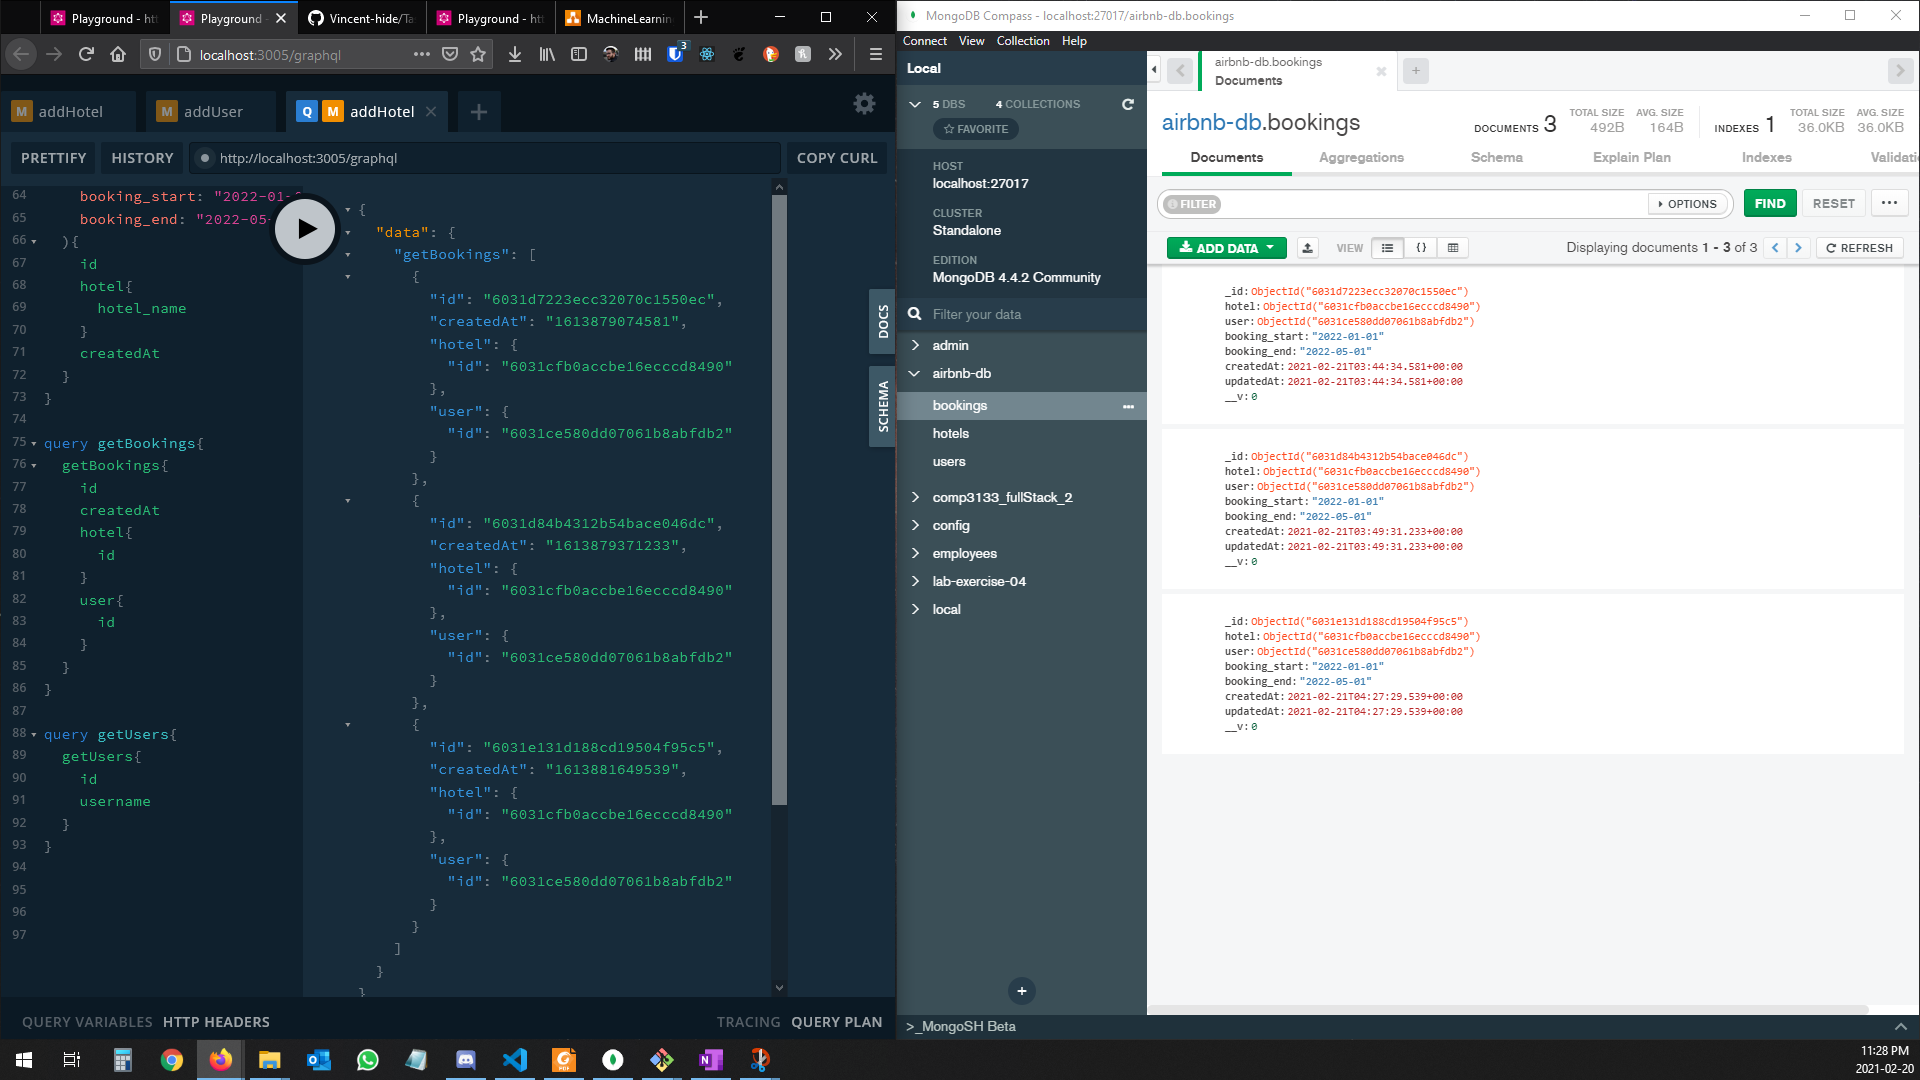 Playground - htt
Playground -
Vincent-hide/Tas
Playground - htt
MachineLearning
localhost:3005/graphql
3
M addHotel
M addUser
Q M addHotel
PRETTIFY
HISTORY
http://localhost:3005/graphql
COPY CURL
64 booking_start: "2022-01-
65 booking_end: "2022-05-
66 ){
67 id
68 hotel{
69 hotel_name
70 }
71 createdAt
72 }
73 }
74
75 query getBookings{
76 getBookings{
77 id
78 createdAt
79 hotel{
80 id
81 }
82 user{
83 id
84 }
85 }
86 }
87
88 query getUsers{
89 getUsers{
90 id
91 username
92 }
93 }
94
95
96
97
{
"data": {
"getBookings": [
{
"id": "6031d7223ecc32070c1550ec",
"createdAt": "1613879074581",
"hotel": {
"id": "6031cfb0accbe16ecccd8490"
},
"user": {
"id": "6031ce580dd07061b8abfdb2"
}
},
{
"id": "6031d84b4312b54bace046dc",
"createdAt": "1613879371233",
"hotel": {
"id": "6031cfb0accbe16ecccd8490"
},
"user": {
"id": "6031ce580dd07061b8abfdb2"
}
},
{
"id": "6031e131d188cd19504f95c5",
"createdAt": "1613881649539",
"hotel": {
"id": "6031cfb0accbe16ecccd8490"
},
"user": {
"id": "6031ce580dd07061b8abfdb2"
}
}
]
}
}
DOCS
SCHEMA
QUERY VARIABLES
HTTP HEADERS
TRACING
QUERY PLAN
MongoDB Compass - localhost:27017/airbnb-db.bookings
Connect View Collection Help
Local
5 DBS 4 COLLECTIONS
FAVORITE
HOST
localhost:27017
CLUSTER
Standalone
EDITION
MongoDB 4.4.2 Community
Filter your data
admin
airbnb-db
bookings
hotels
users
comp3133_fullStack_2
config
employees
lab-exercise-04
local
>_MongoSH Beta
airbnb-db.bookings
Documents
airbnb-db.bookings
DOCUMENTS 3
TOTAL SIZE
492B
AVG. SIZE
164B
INDEXES 1
TOTAL SIZE
36.0KB
AVG. SIZE
36.0KB
Documents Aggregations Schema Explain Plan Indexes Validati
FILTER
OPTIONS
FIND
RESET
ADD DATA
VIEW
{}
Displaying documents 1 - 3 of 3
REFRESH
_id: ObjectId("6031d7223ecc32070c1550ec")
hotel: ObjectId("6031cfb0accbe16ecccd8490")
user: ObjectId("6031ce580dd07061b8abfdb2")
booking_start: "2022-01-01"
booking_end: "2022-05-01"
createdAt: 2021-02-21T03:44:34.581+00:00
updatedAt: 2021-02-21T03:44:34.581+00:00
__v: 0
_id: ObjectId("6031d84b4312b54bace046dc")
hotel: ObjectId("6031cfb0accbe16ecccd8490")
user: ObjectId("6031ce580dd07061b8abfdb2")
booking_start: "2022-01-01"
booking_end: "2022-05-01"
createdAt: 2021-02-21T03:49:31.233+00:00
updatedAt: 2021-02-21T03:49:31.233+00:00
__v: 0
_id: ObjectId("6031e131d188cd19504f95c5")
hotel: ObjectId("6031cfb0accbe16ecccd8490")
user: ObjectId("6031ce580dd07061b8abfdb2")
booking_start: "2022-01-01"
booking_end: "2022-05-01"
createdAt: 2021-02-21T04:27:29.539+00:00
updatedAt: 2021-02-21T04:27:29.539+00:00
__v: 0
11:28 PM
2021-02-20